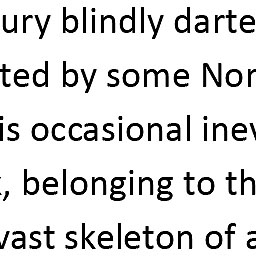 ury blindly darte
ted by some Nor
is occasional inev
, belonging to th
vast skeleton of a